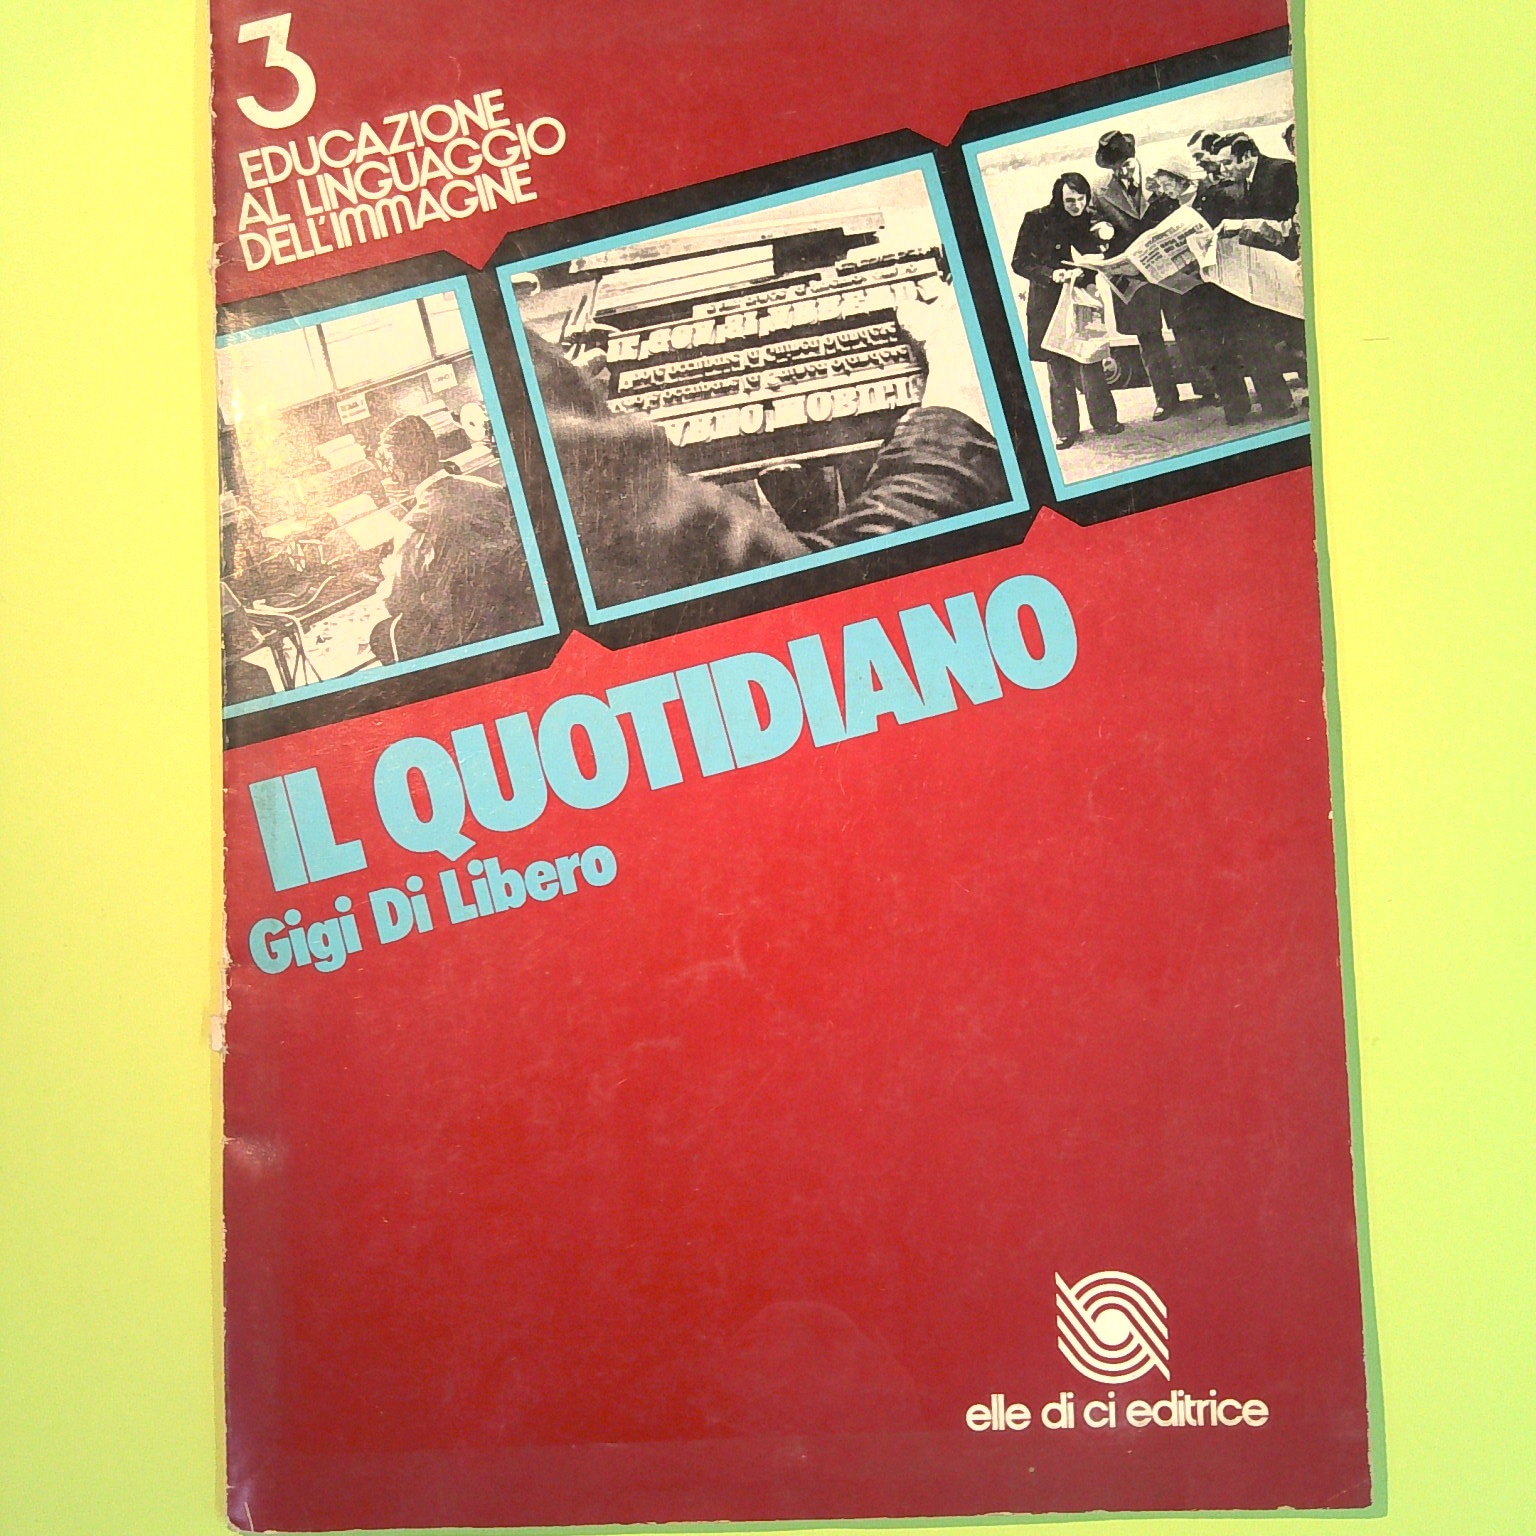 3
EDUCAZIONE
AL LINGUAGGIO
DELL'IMMAGINE
IL QUOTIDIANO
Gigi Di Libero
elle di ci editrice